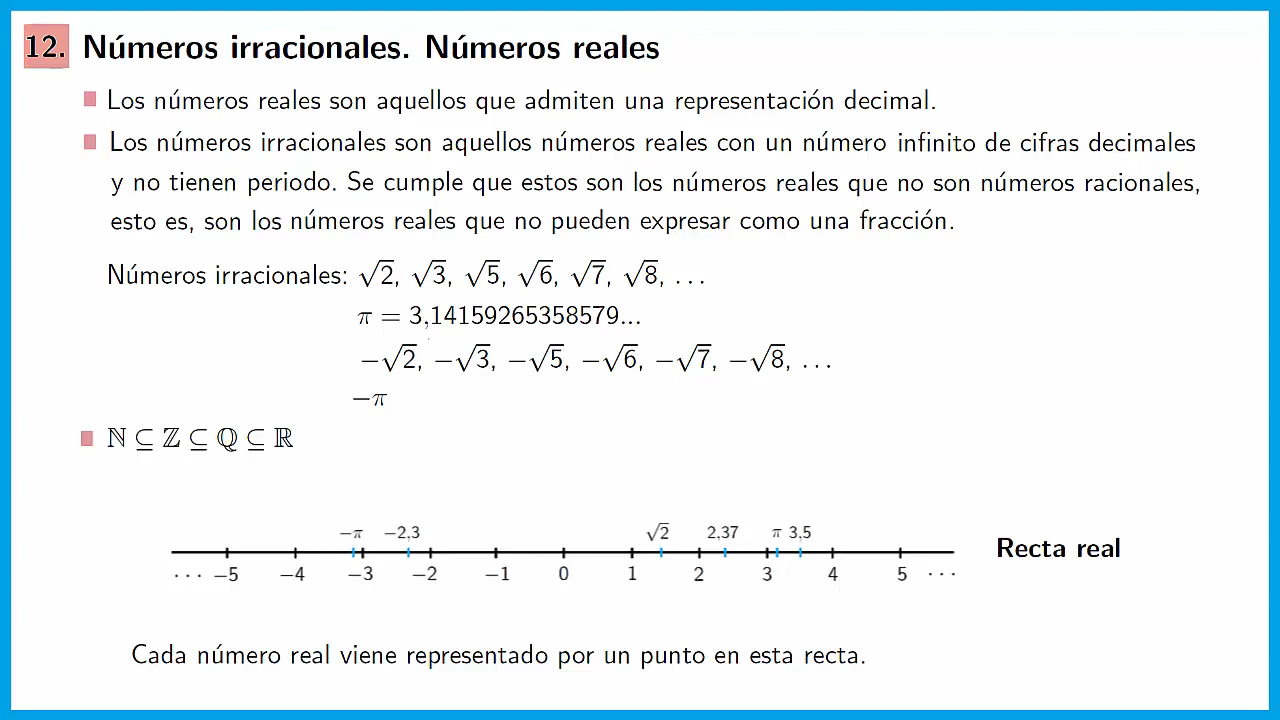 12. Números irracionales. Números reales
Los números reales son aquellos que admiten una representación decimal.
Los números irracionales son aquellos números reales con un número infinito de cifras decimales
y no tienen periodo. Se cumple que estos son los números reales que no son números racionales,
esto es, son los números reales que no pueden expresar como una fracción.
Números irracionales: √2, √3, √5, √6, √7, √8, ...
π = 3,14159265358579...
−√2, −√3, −√5, −√6, −√7, −√8, ...
−π
ℕ ⊆ ℤ ⊆ ℚ ⊆ ℝ
−π −2,3 √2 2,37 π 3,5
··· −5 −4 −3 −2 −1 0 1 2 3 4 5 ···
Recta real
Cada número real viene representado por un punto en esta recta.